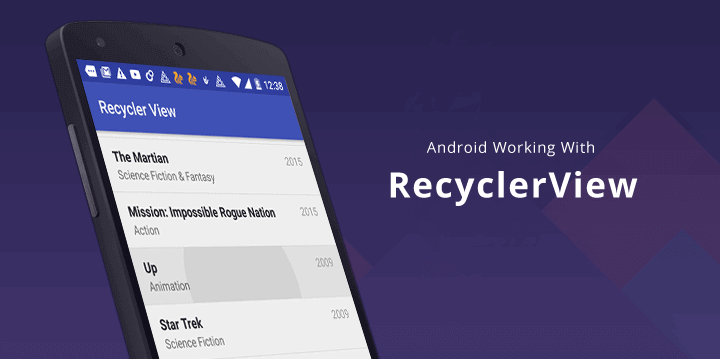 12:38
Recycler View
The Martian 2015
Science Fiction & Fantasy
Mission: Impossible Rogue Nation 2015
Action
Up 2009
Animation
Star Trek 2009
Science Fiction
Android Working With
RecyclerView